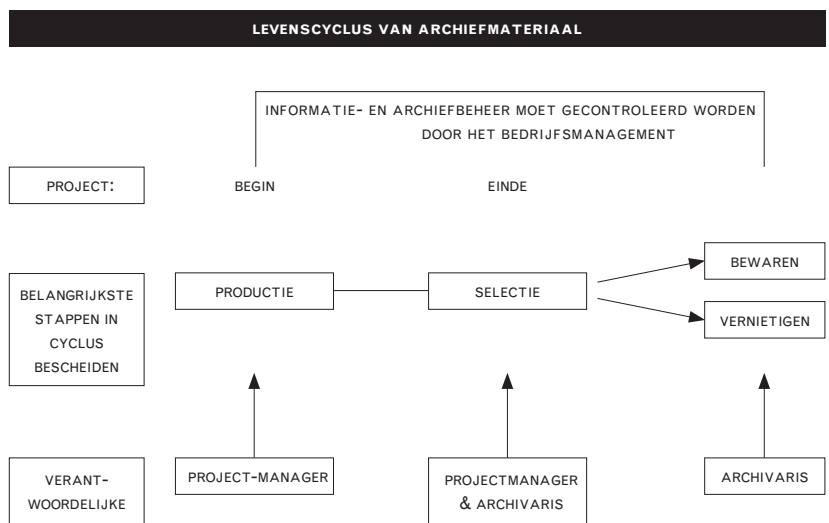 LEVENSCYCLUS VAN ARCHIEFMATERIAAL
INFORMATIE- EN ARCHIEFBEHEER MOET GECONTROLEERD WORDEN
DOOR HET BEDRIJFSMANAGEMENT
PROJECT:
BEGIN
EINDE
BELANGRIJKSTE
STAPPEN IN
CYCLUS
BESCHEIDEN
PRODUCTIE
SELECTIE
BEWAREN
VERNIETIGEN
VERANT-
WOORDELIJKE
PROJECT-MANAGER
PROJECTMANAGER
& ARCHIVARIS
ARCHIVARIS